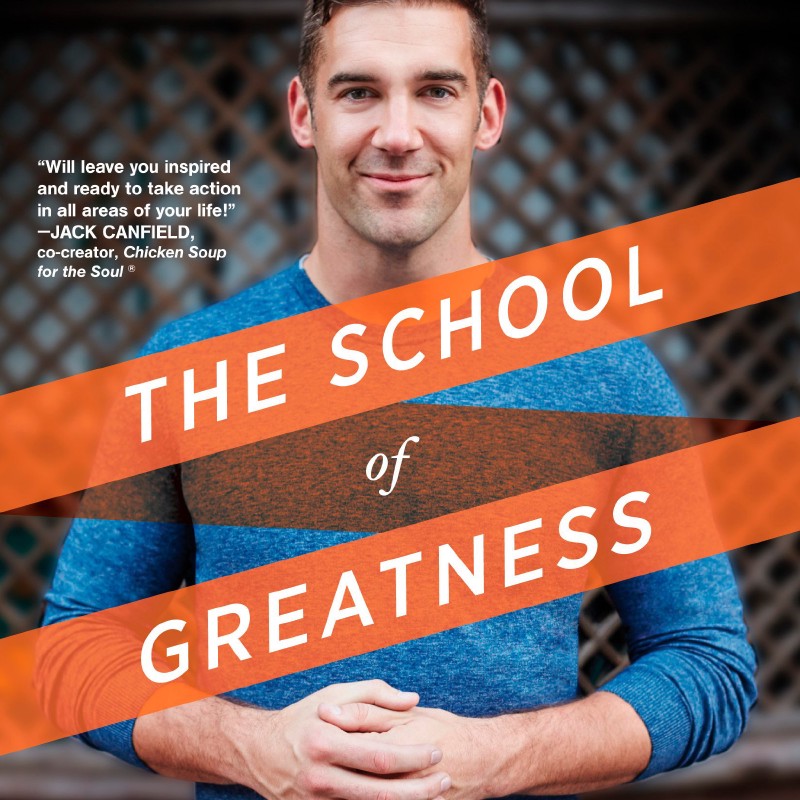 “Will leave you inspired
and ready to take action
in all areas of your life!”
—JACK CANFIELD,
co-creator, Chicken Soup
for the Soul ®
THE SCHOOL
of
GREATNESS